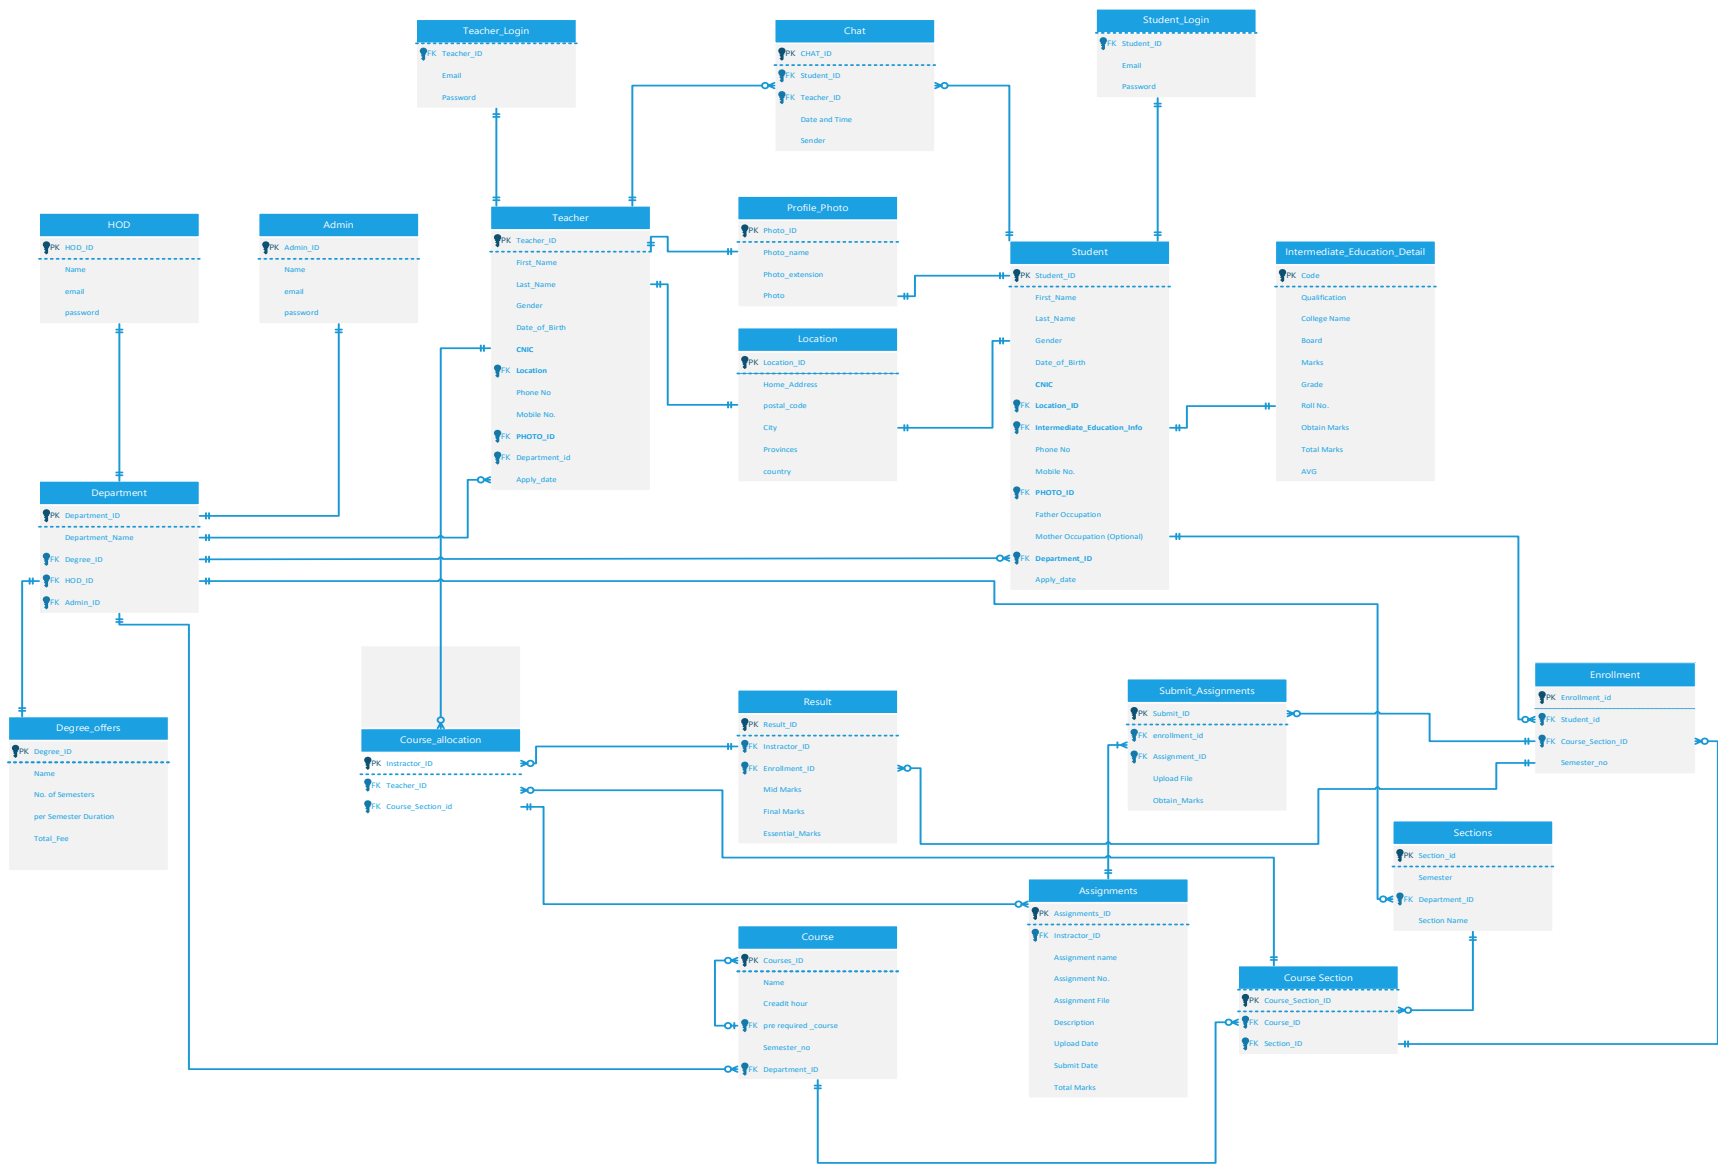 Teacher_Login
FK Teacher_ID
Email
Password
Chat
PK CHAT_ID
FK Student_ID
FK Teacher_ID
Date and Time
Sender
Student_Login
FK Student_ID
Email
Password
HOD
PK HOD_ID
Name
email
password
Admin
PK Admin_ID
Name
email
password
Teacher
PK Teacher_ID
First_Name
Last_Name
Gender
Date_of_Birth
CNIC
FK Location
Phone No
Mobile No.
FK PHOTO_ID
FK Department_id
Apply_date
Profile_Photo
PK Photo_ID
Photo_name
Photo_extension
Photo
Location
PK Location_ID
Home_Address
postal_code
City
Provinces
country
Student
PK Student_ID
First_Name
Last_Name
Gender
Date_of_Birth
CNIC
FK Location_ID
FK Intermediate_Education_Info
Phone No
Mobile No.
FK PHOTO_ID
Father Occupation
Mother Occupation (Optional)
FK Department_ID
Apply_date
Intermediate_Education_Detail
PK Code
Qualification
College Name
Board
Marks
Grade
Roll No.
Obtain Marks
Total Marks
AVG
Department
PK Department_ID
Department_Name
FK Degree_ID
FK HOD_ID
FK Admin_ID
Degree_offers
PK Degree_ID
Name
No. of Semesters
per Semester Duration
Total_Fee
Course_allocation
PK Instructor_ID
FK Teacher_ID
FK Course_Section_id
Result
PK Result_ID
FK Instructor_ID
FK Enrollment_ID
Mid Marks
Final Marks
Essential_Marks
Submit_Assignments
PK Submit_ID
FK enrollment_id
FK Assignment_ID
Upload File
Obtain_Marks
Enrollment
PK Enrollment_id
FK Student_id
FK Course_Section_ID
Semester_no
Sections
PK Section_id
Semester
FK Department_ID
Section Name
Assignments
PK Assignments_ID
FK Instructor_ID
Assignment name
Assignment No.
Assignment File
Description
Upload Date
Submit Date
Total Marks
Course
PK Courses_ID
Name
Creadit hour
FK pre required _course
Semester_no
FK Department_ID
Course Section
PK Course_Section_ID
FK Course_ID
FK Section_ID